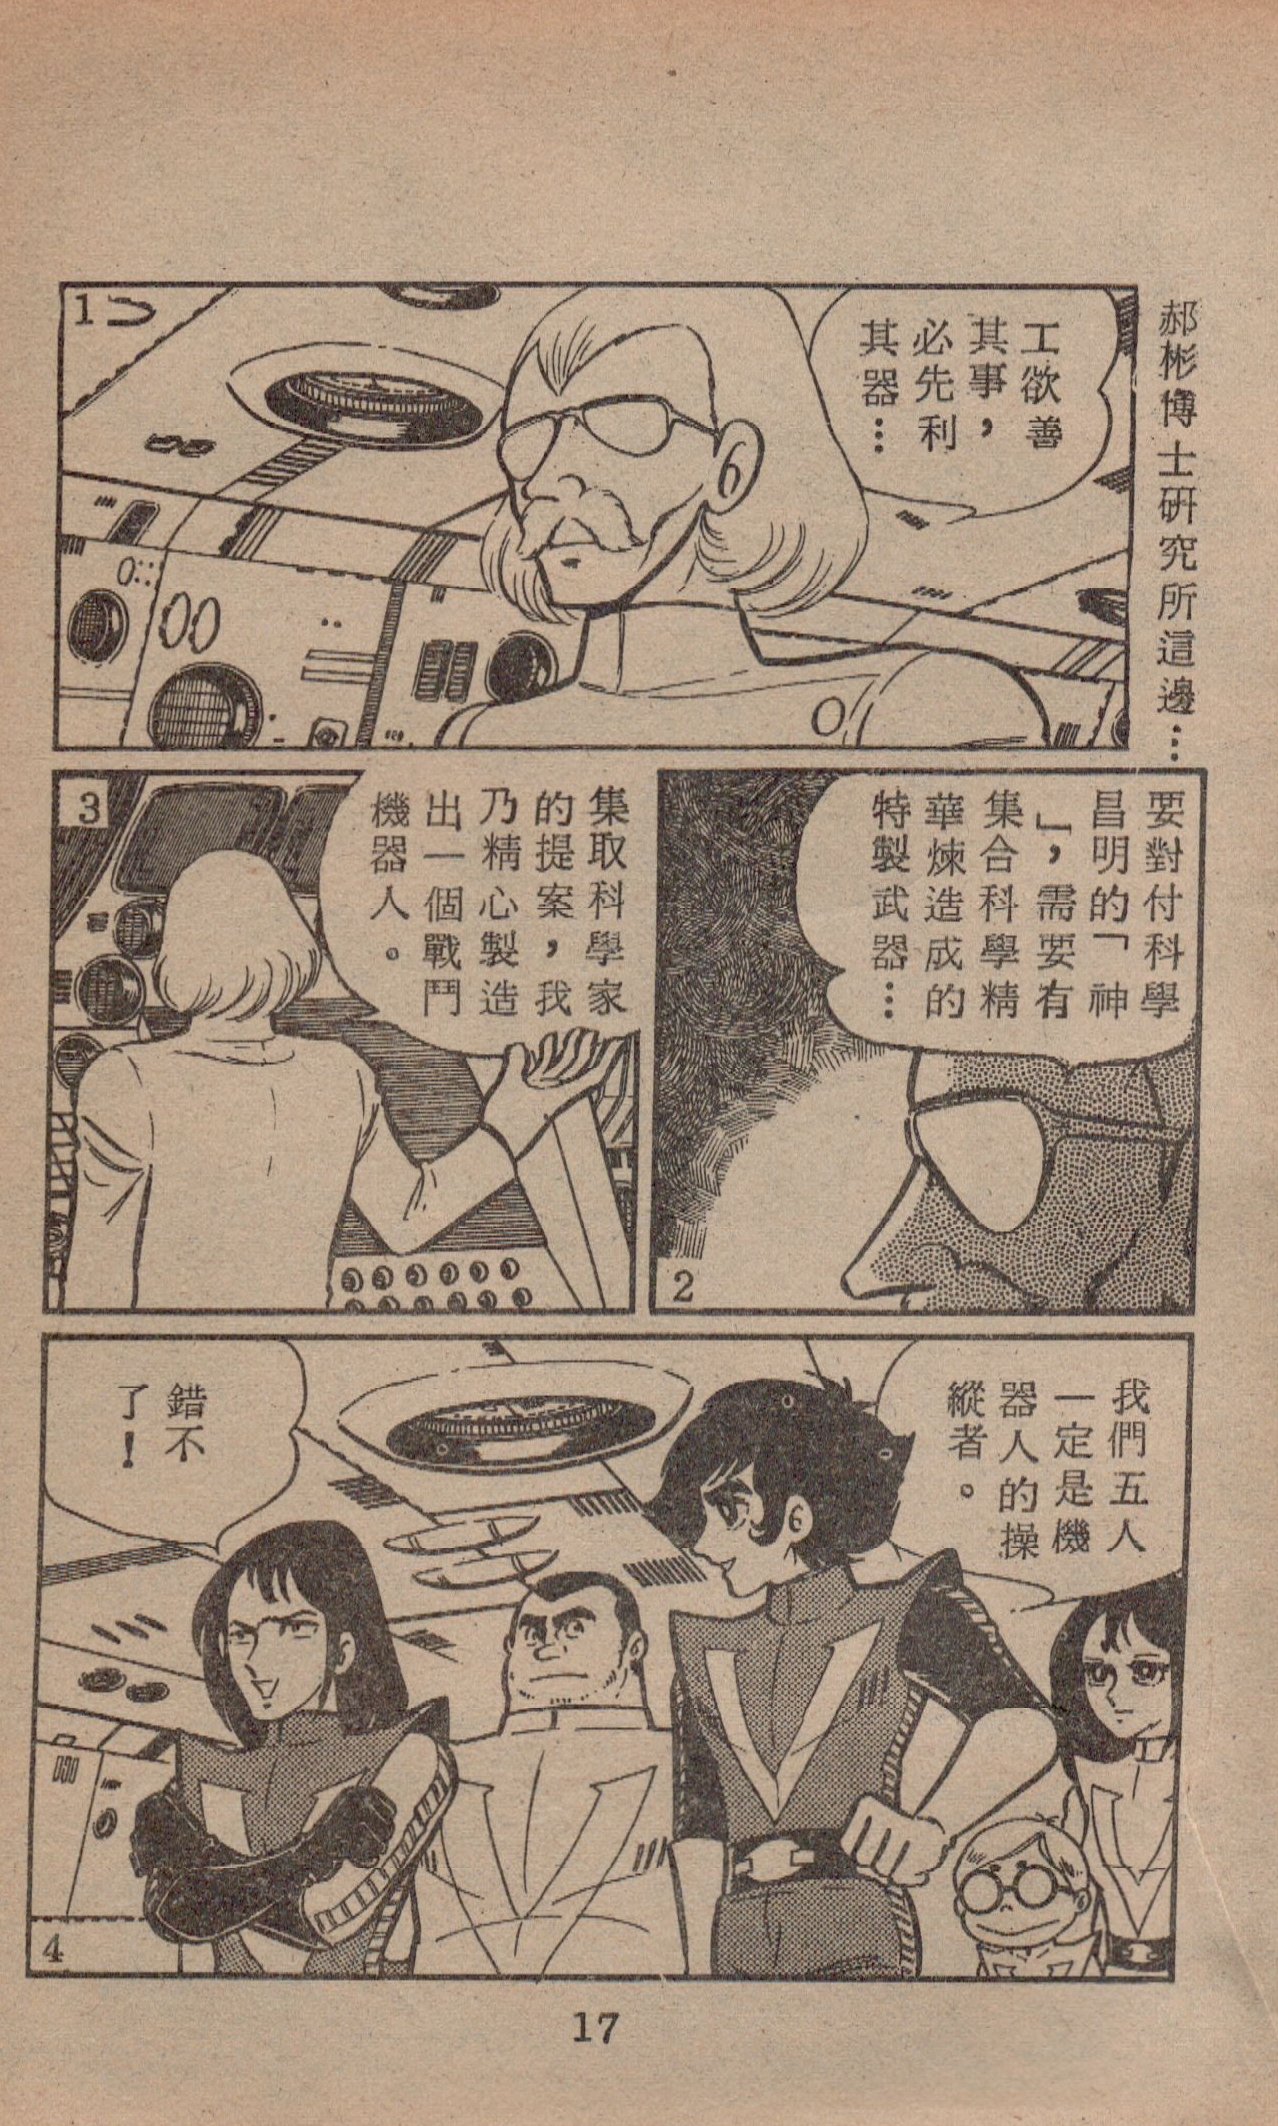 郝彬博士研究所這邊…
1
工欲善
其事，
必先利
其器…
要對付科學
昌明的「神
」，需要有
集合科學精
華煉造成的
特製武器…
2
3
集取科學家
的提案，我
乃精心製造
出一個戰鬥
機器人。
我們五人
一定是機
器人的操
縱者。
錯不
了！
4
17